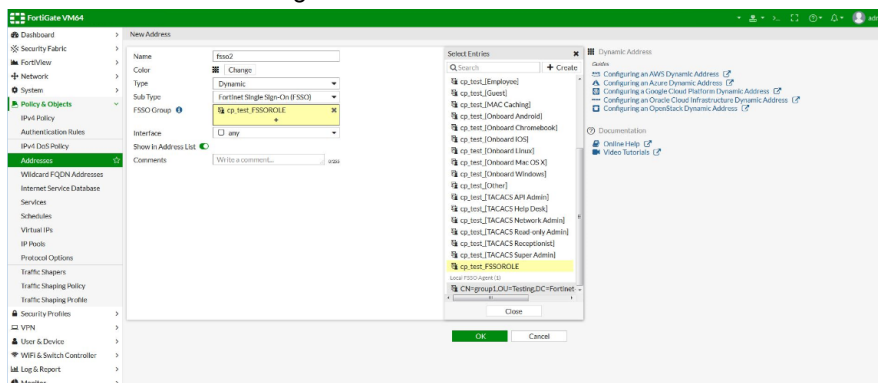 FortiGate VM64
adm
Dashboard
Security Fabric
FortiView
Network
System
Policy & Objects
IPv4 Policy
Authentication Rules
IPv4 DoS Policy
Addresses
Wildcard FQDN Addresses
Internet Service Database
Services
Schedules
Virtual IPs
IP Pools
Protocol Options
Traffic Shapers
Traffic Shaping Policy
Traffic Shaping Profile
Security Profiles
VPN
User & Device
WiFi & Switch Controller
Log & Report
Monitor
New Address
Name fsso2
Color Change
Type Dynamic
Sub Type Fortinet Single Sign-On (FSSO)
FSSO Group cp_test_FSSOROLE
+
Interface any
Show in Address List
Comments Write a comment... 0/255
Select Entries
Search + Create
cp_test_[Employee]
cp_test_[Guest]
cp_test_[MAC Caching]
cp_test_[Onboard Android]
cp_test_[Onboard Chromebook]
cp_test_[Onboard IOS]
cp_test_[Onboard Linux]
cp_test_[Onboard Mac OS X]
cp_test_[Onboard Windows]
cp_test_[Other]
cp_test_[TACACS API Admin]
cp_test_[TACACS Help Desk]
cp_test_[TACACS Network Admin]
cp_test_[TACACS Read-only Admin]
cp_test_[TACACS Receptionist]
cp_test_[TACACS Super Admin]
cp_test_FSSOROLE
Local FSSO Agent (1)
CN=group1,OU=Testing,DC=Fortinet
Close
OK Cancel
Dynamic Address
Guides
Configuring an AWS Dynamic Address
Configuring an Azure Dynamic Address
Configuring a Google Cloud Platform Dynamic Address
Configuring an Oracle Cloud Infrastructure Dynamic Address
Configuring an OpenStack Dynamic Address
Documentation
Online Help
Video Tutorials